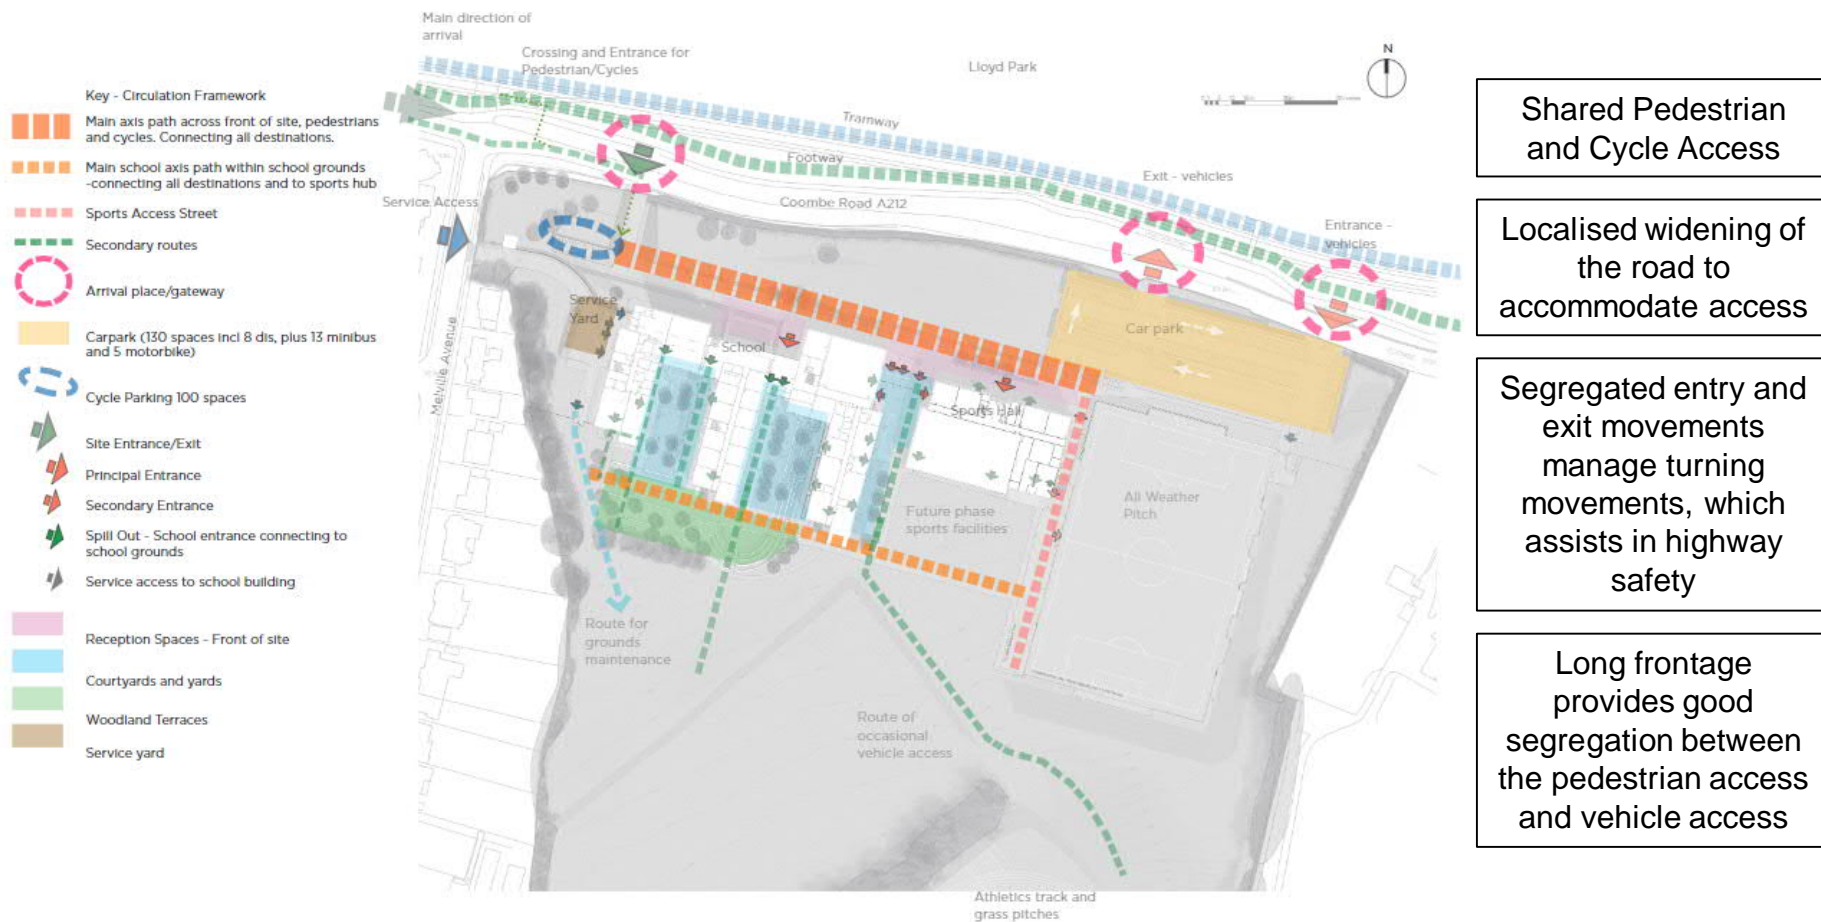 Main direction of
arrival
Crossing and Entrance for
Pedestrian/Cycles
Lloyd Park
N
Key - Circulation Framework
Main axis path across front of site, pedestrians
and cycles. Connecting all destinations.
Main school axis path within school grounds
-connecting all destinations and to sports hub
Sports Access Street
Secondary routes
Arrival place/gateway
Carpark (130 spaces incl 8 dis, plus 13 minibus
and 5 motorbike)
Cycle Parking 100 spaces
Site Entrance/Exit
Principal Entrance
Secondary Entrance
Spill Out - School entrance connecting to
school grounds
Service access to school building
Reception Spaces - Front of site
Courtyards and yards
Woodland Terraces
Service yard
Tramway
Footway
Exit - vehicles
Service Access
Coombe Road A212
Entrance -
vehicles
Melville Avenue
Service
Yard
School
Car park
Sports Hall
All Weather
Pitch
Future phase
sports facilities
Route for
grounds
maintenance
Route of
occasional
vehicle access
Athletics track and
grass pitches
Shared Pedestrian
and Cycle Access
Localised widening of
the road to
accommodate access
Segregated entry and
exit movements
manage turning
movements, which
assists in highway
safety
Long frontage
provides good
segregation between
the pedestrian access
and vehicle access